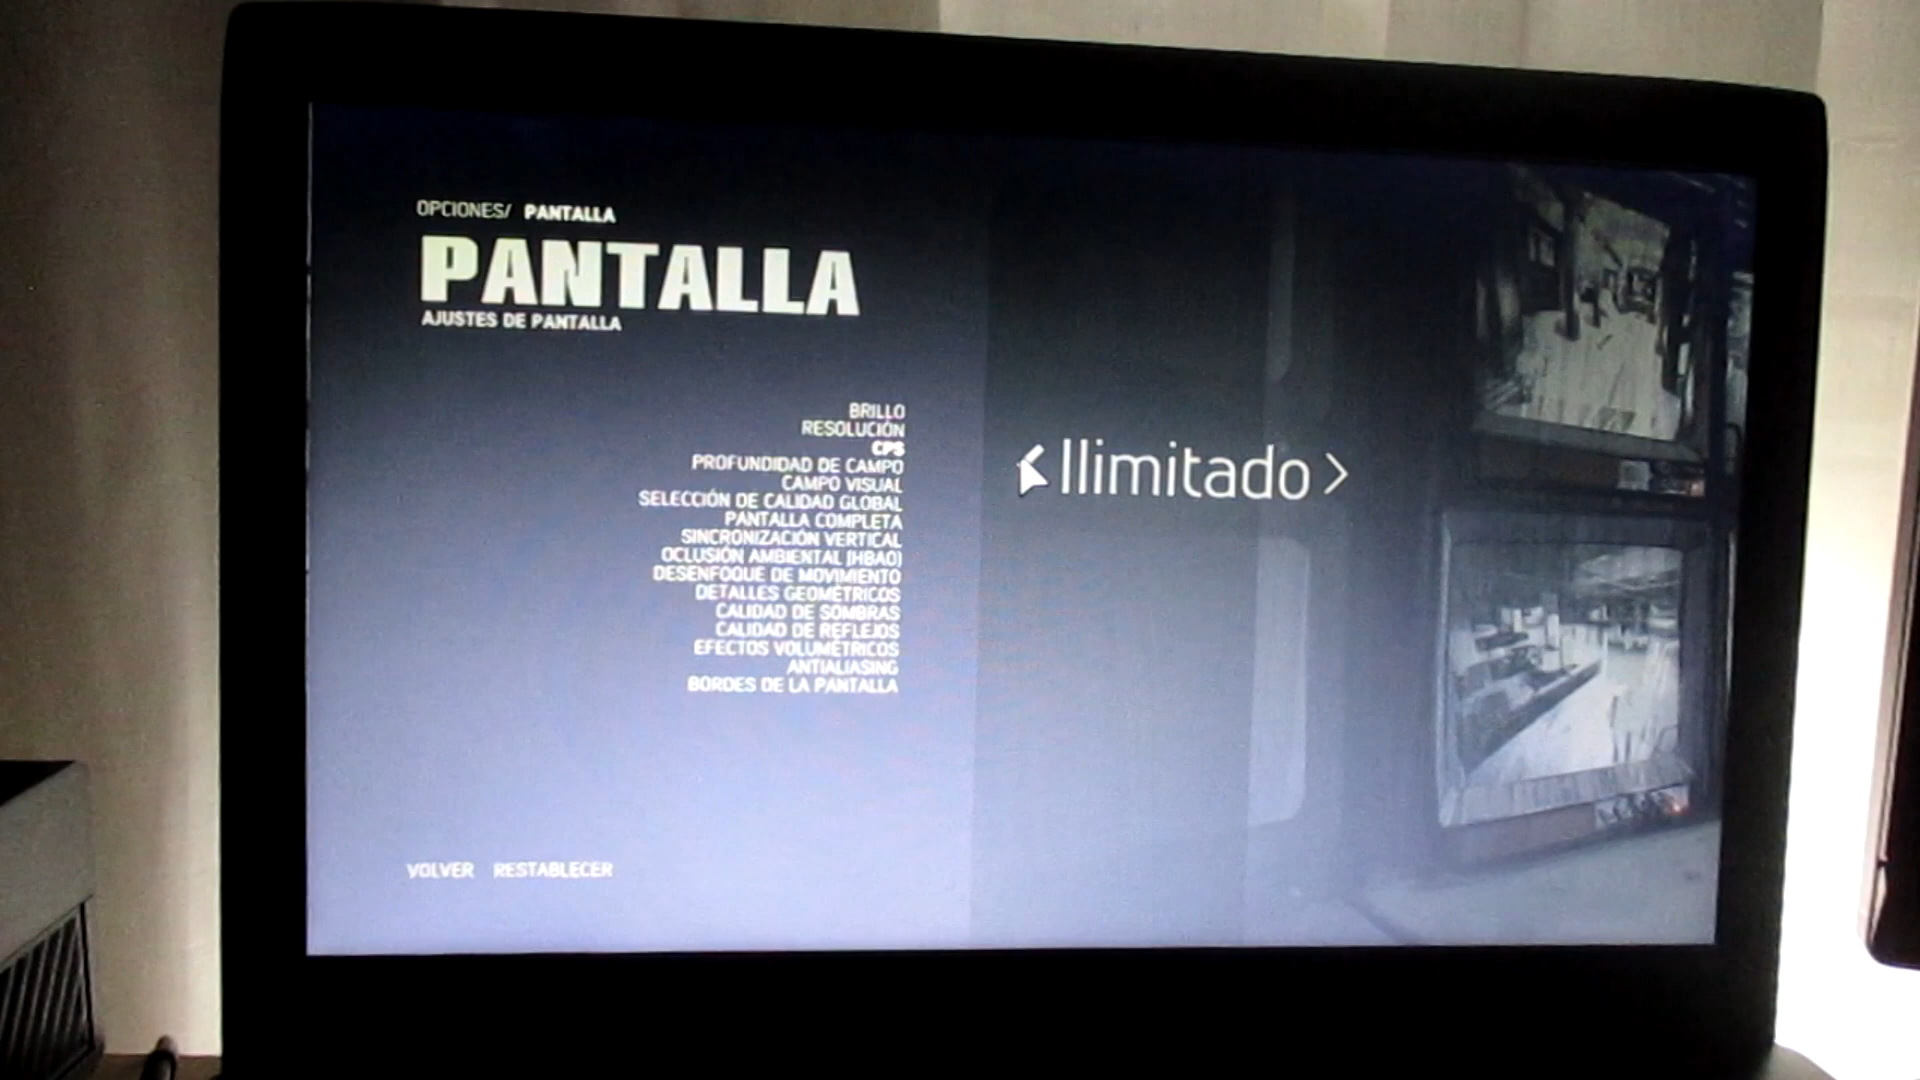 OPCIONES/ PANTALLA
PANTALLA
AJUSTES DE PANTALLA
BRILLO
RESOLUCIÓN
CPS
PROFUNDIDAD DE CAMPO
CAMPO VISUAL
SELECCIÓN DE CALIDAD GLOBAL
PANTALLA COMPLETA
SINCRONIZACIÓN VERTICAL
OCLUSIÓN AMBIENTAL (HBAO)
DESENFOQUE DE MOVIMIENTO
DETALLES GEOMÉTRICOS
CALIDAD DE SOMBRAS
CALIDAD DE REFLEJOS
EFECTOS VOLUMÉTRICOS
ANTIALIASING
BORDES DE LA PANTALLA
< Ilimitado >
VOLVER RESTABLECER